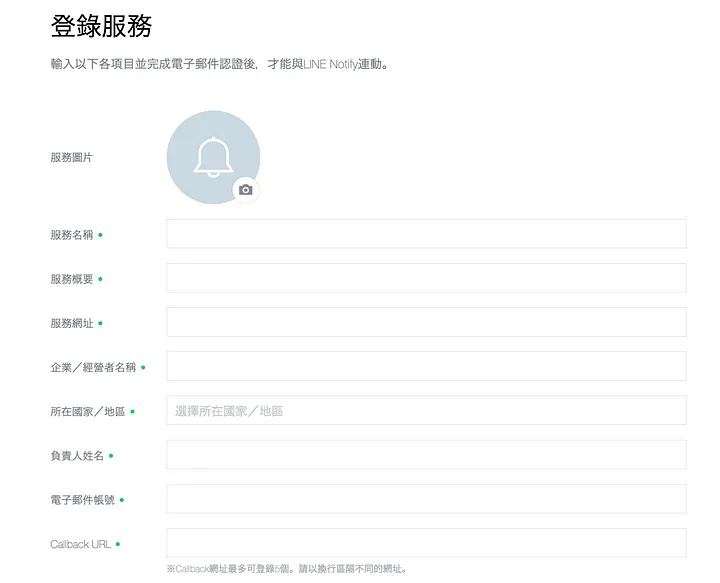 登錄服務
輸入以下各項目並完成電子郵件認證後，才能與LINE Notify連動。
服務圖片
服務名稱
服務概要
服務網址
企業／經營者名稱
所在國家／地區 選擇所在國家／地區
負責人姓名
電子郵件帳號
Callback URL
※Callback網址最多可登錄5個。請以換行區隔不同的網址。